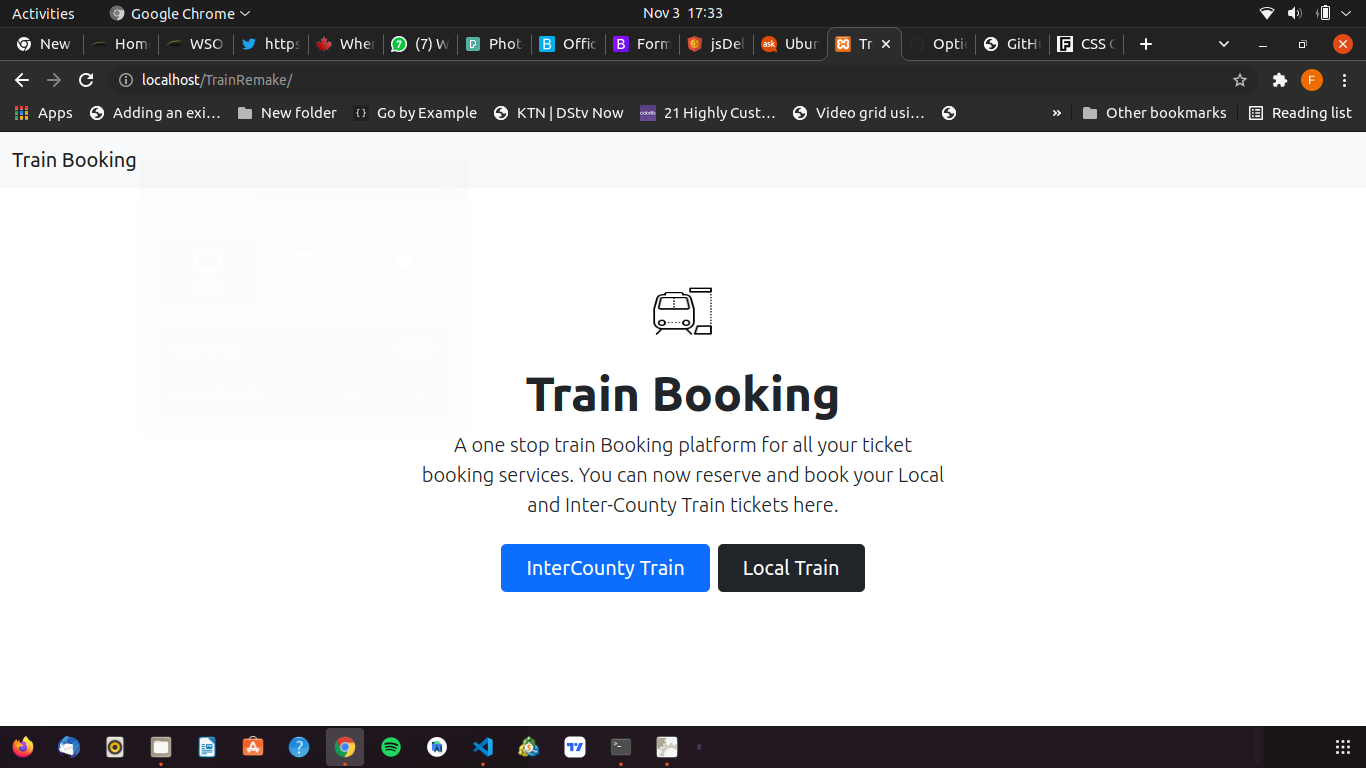 Activities Google Chrome Nov 3 17:33
New Hom WSO https Wher (7) W Phot Offic Form jsDel Ubun Tr Optic GitHu CSS
localhost/TrainRemake/
Apps Adding an exi… New folder Go by Example KTN | DStv Now 21 Highly Cust… Video grid usi… » Other bookmarks Reading list
Train Booking
Train Booking
A one stop train Booking platform for all your ticket
booking services. You can now reserve and book your Local
and Inter-County Train tickets here.
InterCounty Train Local Train